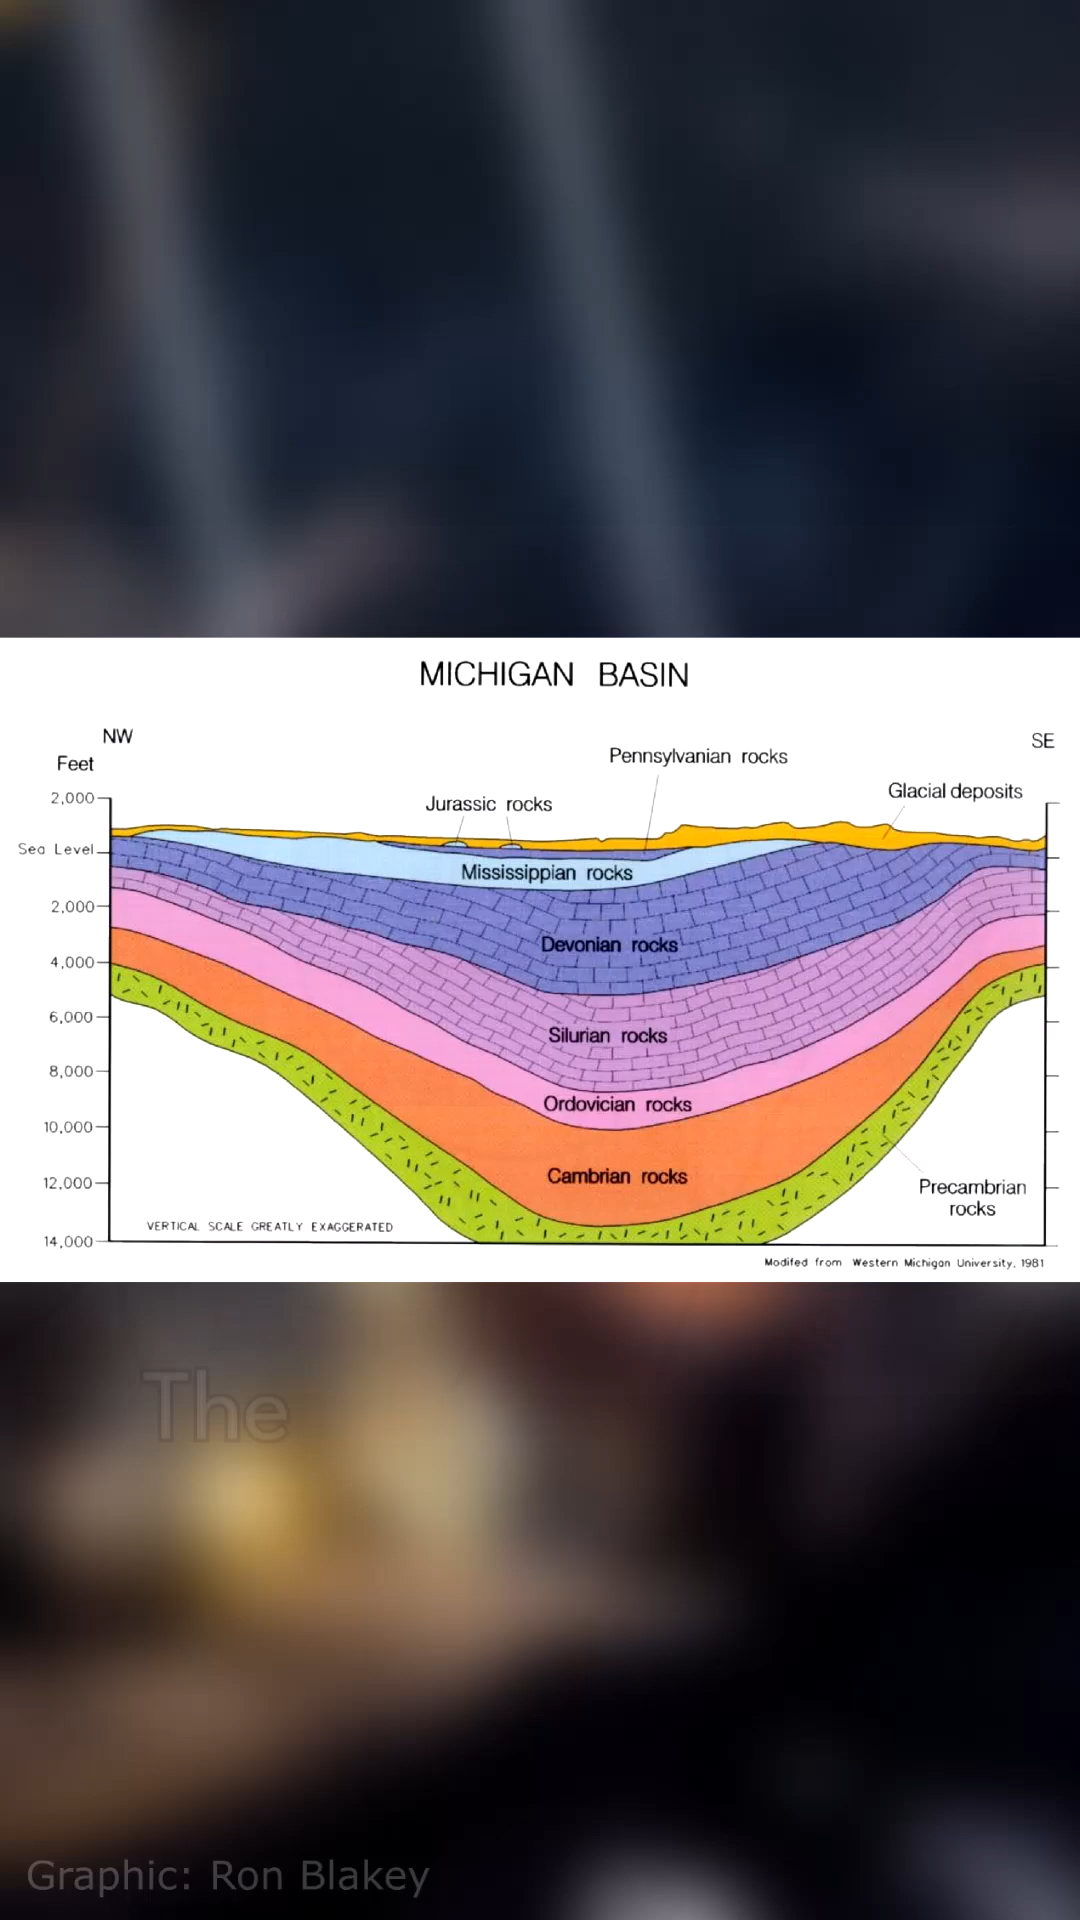 MICHIGAN BASIN
NW
SE
Feet
Pennsylvanian rocks
Glacial deposits
2,000
Jurassic rocks
Sea Level
Mississippian rocks
2,000
Devonian rocks
4,000
6,000
Silurian rocks
8,000
Ordovician rocks
10,000
Cambrian rocks
12,000
Precambrian
rocks
VERTICAL SCALE GREATLY EXAGGERATED
14,000
Modifed from Western Michigan University, 1981
The
Graphic: Ron Blakey